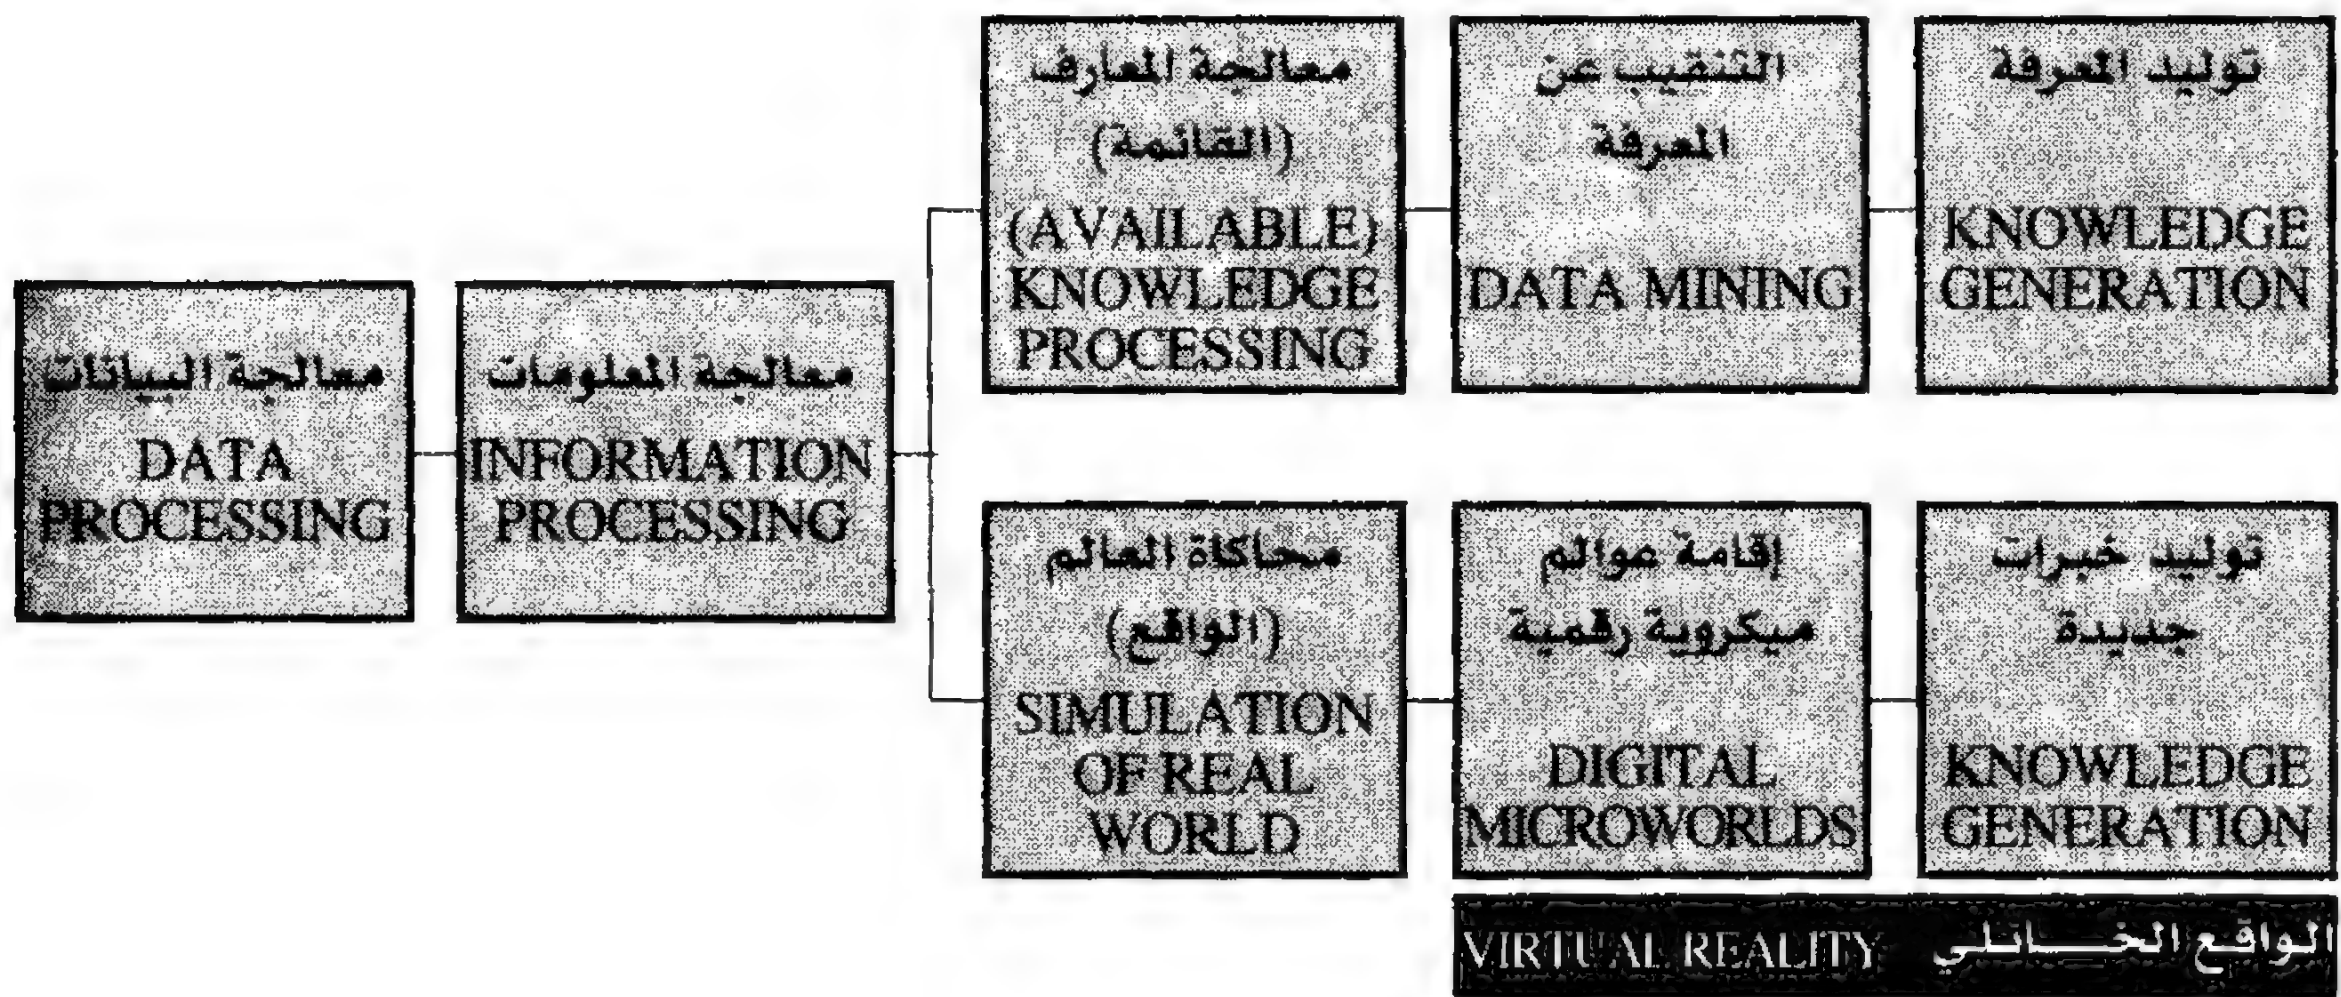 معالجة البيانات
DATA
PROCESSING
معالجة المعلومات
INFORMATION
PROCESSING
معالجة المعارف
(القائمة)
(AVAILABLE)
KNOWLEDGE
PROCESSING
التنقيب عن
المعرفة
DATA MINING
توليد المعرفة
KNOWLEDGE
GENERATION
محاكاة العالم
(الواقع)
SIMULATION
OF REAL
WORLD
إقامة عوالم
ميكروية رقمية
DIGITAL
MICROWORLDS
توليد خبرات
جديدة
KNOWLEDGE
GENERATION
VIRTUAL REALITY الواقع الخائلي